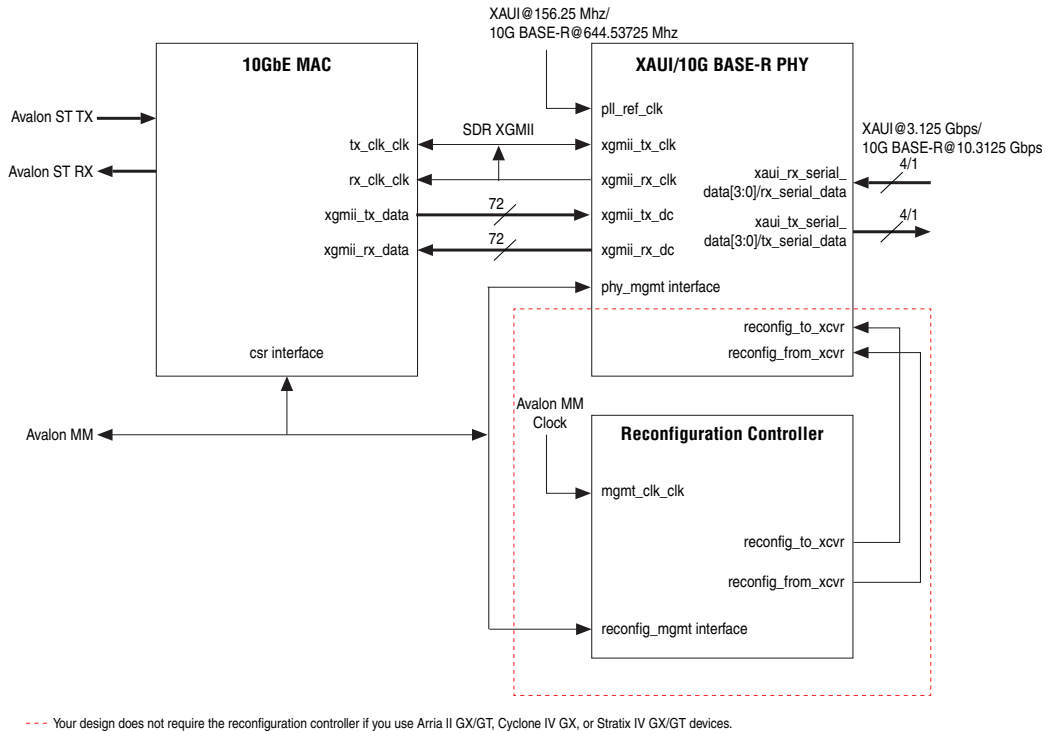 XAUI@156.25 Mhz/
10G BASE-R@644.53725 Mhz
10GbE MAC
XAUI/10G BASE-R PHY
Avalon ST TX
Avalon ST RX
tx_clk_clk
rx_clk_clk
xgmii_tx_data
xgmii_rx_data
csr interface
SDR XGMII
72
72
pll_ref_clk
xgmii_tx_clk
xgmii_rx_clk
xgmii_tx_dc
xgmii_rx_dc
phy_mgmt interface
XAUI@3.125 Gbps/
10G BASE-R@10.3125 Gbps
xaui_rx_serial_
data[3:0]/rx_serial_data
4/1
xaui_tx_serial_
data[3:0]/tx_serial_data
4/1
reconfig_to_xcvr
reconfig_from_xcvr
Avalon MM
Avalon MM
Clock
Reconfiguration Controller
mgmt_clk_clk
reconfig_to_xcvr
reconfig_from_xcvr
reconfig_mgmt interface
Your design does not require the reconfiguration controller if you use Arria II GX/GT, Cyclone IV GX, or Stratix IV GX/GT devices.